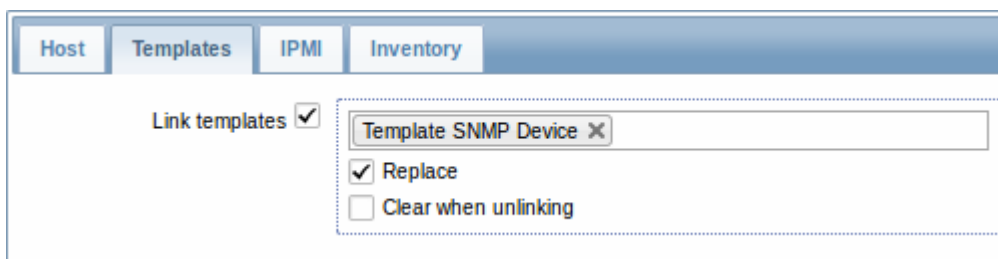 Host Templates IPMI Inventory
Link templates Template SNMP Device
Replace
Clear when unlinking